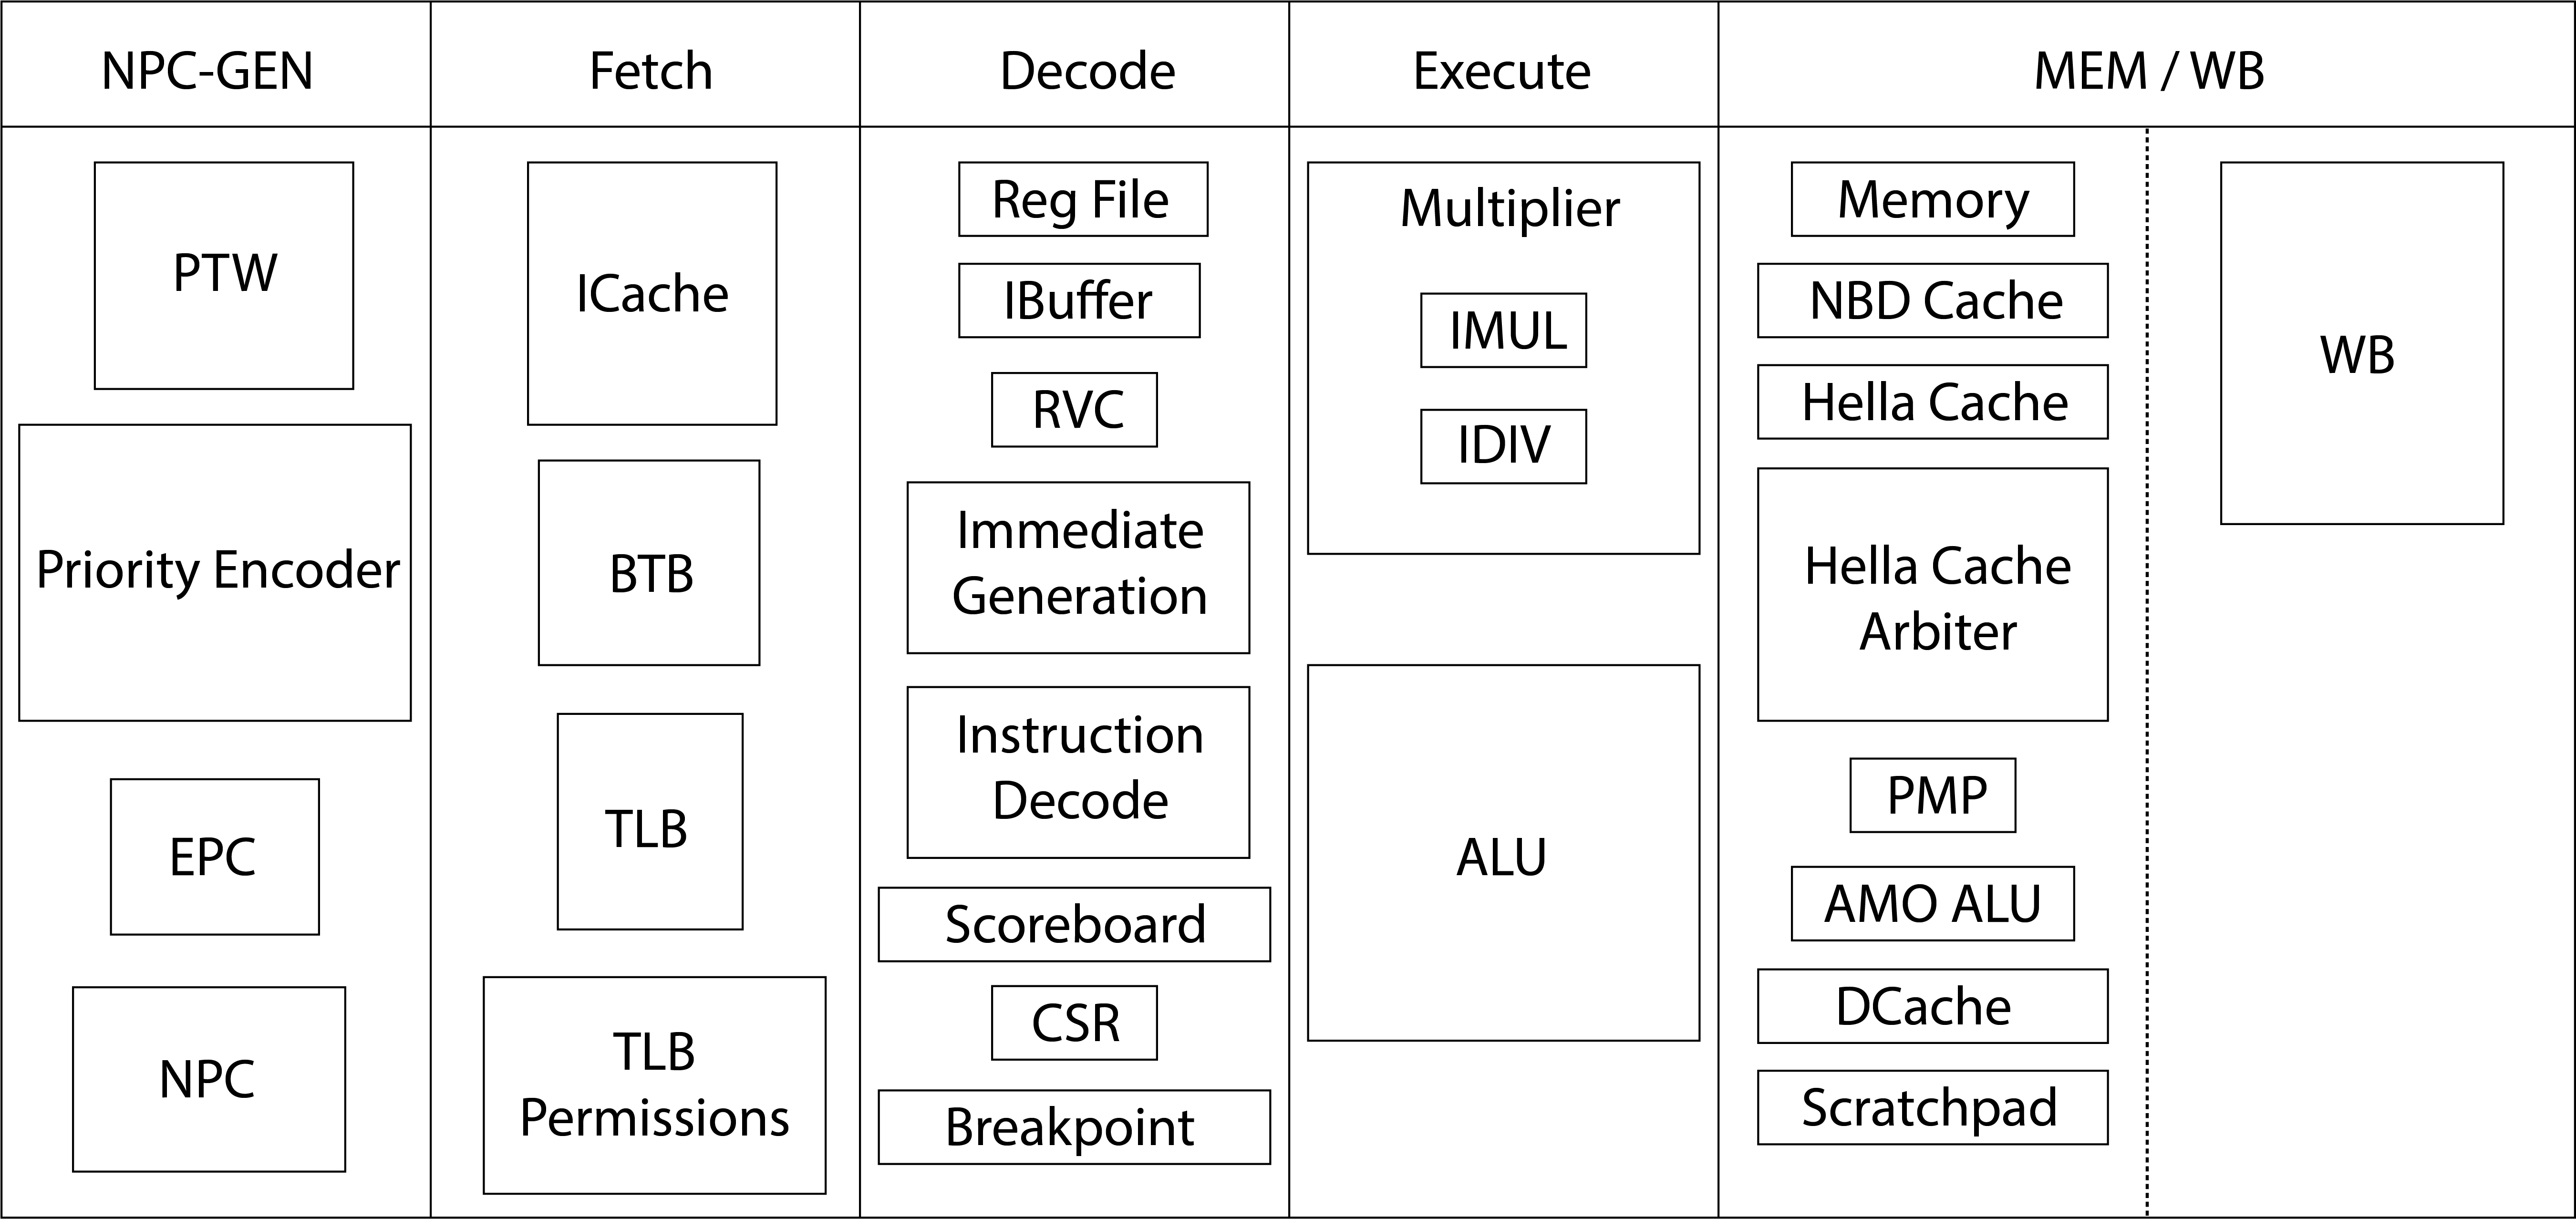 NPC-GEN
Fetch
Decode
Execute
MEM / WB
PTW
Priority Encoder
EPC
NPC
ICache
BTB
TLB
TLB
Permissions
Reg File
IBuffer
RVC
Immediate
Generation
Instruction
Decode
Scoreboard
CSR
Breakpoint
Multiplier
IMUL
IDIV
ALU
Memory
NBD Cache
Hella Cache
Hella Cache
Arbiter
PMP
AMO ALU
DCache
Scratchpad
WB